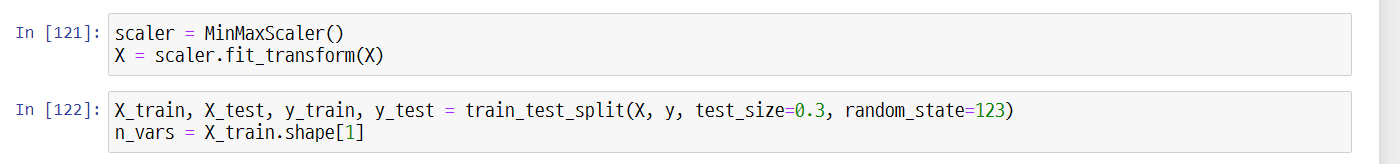 In [121]: scaler = MinMaxScaler()
X = scaler.fit_transform(X)
In [122]: X_train, X_test, y_train, y_test = train_test_split(X, y, test_size=0.3, random_state=123)
n_vars = X_train.shape[1]